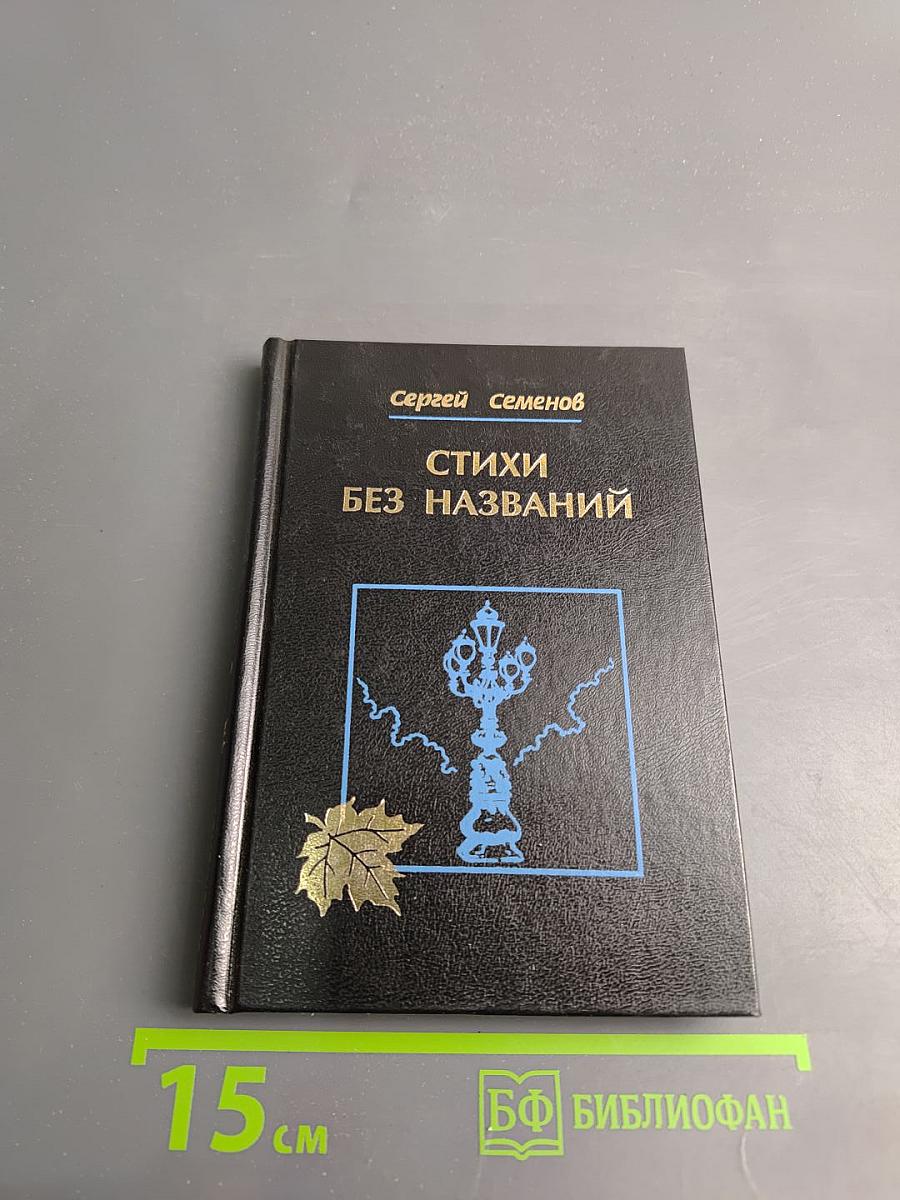 Сергей Семенов
СТИХИ
БЕЗ НАЗВАНИЙ
15 см
БФ БИБЛИОФАН